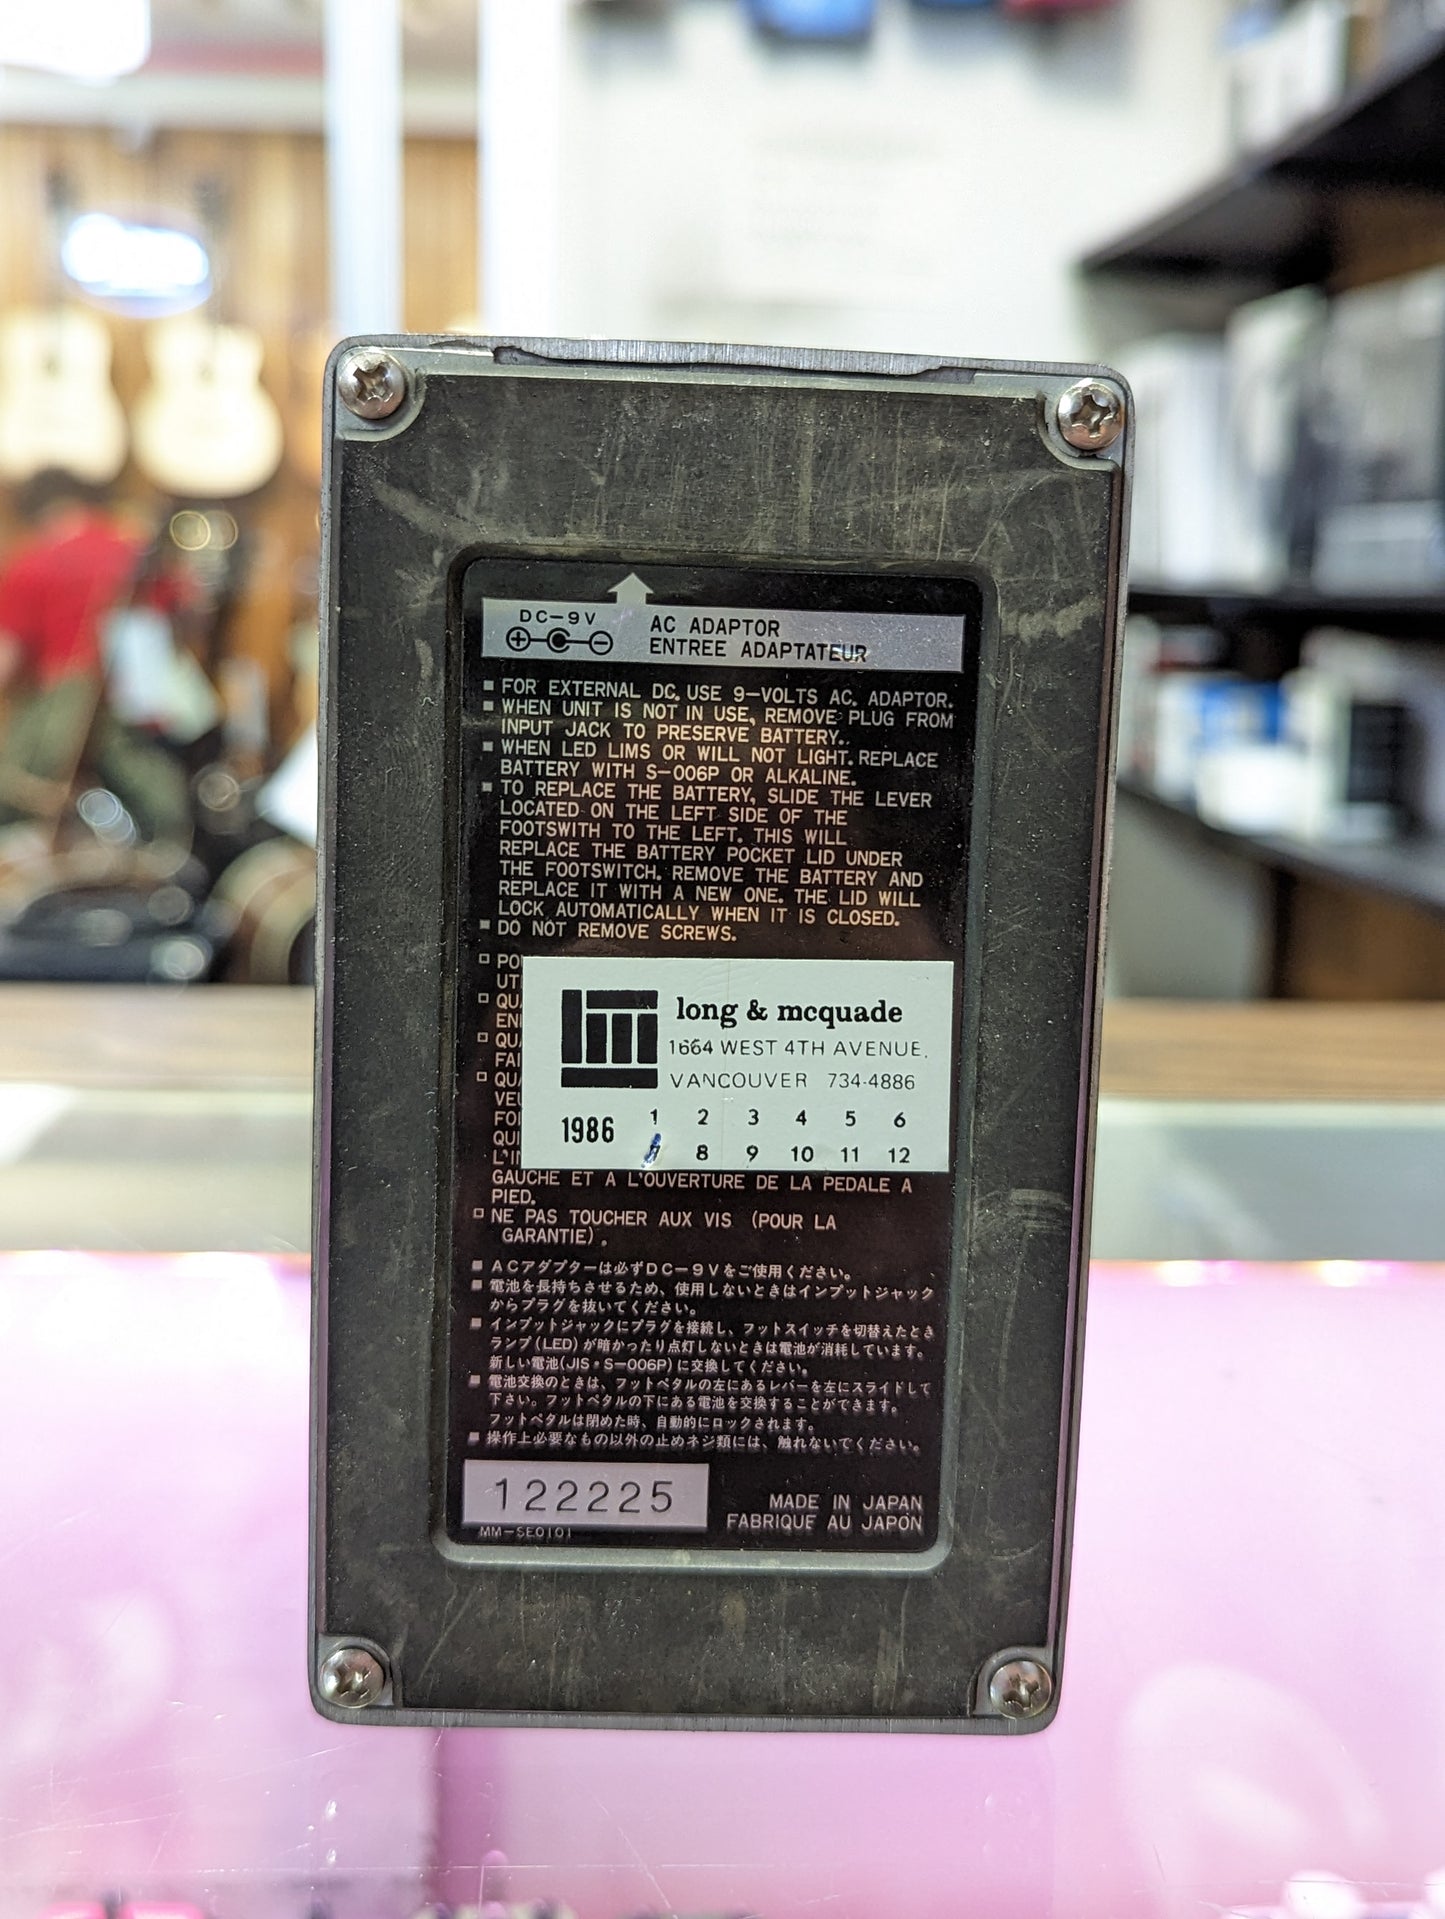 DC-9V
AC ADAPTOR
ENTREE ADAPTATEUR
■ FOR EXTERNAL DC. USE 9-VOLTS AC. ADAPTOR.
■ WHEN UNIT IS NOT IN USE, REMOVE PLUG FROM
INPUT JACK TO PRESERVE BATTERY.
■ WHEN LED LIMS OR WILL NOT LIGHT. REPLACE
BATTERY WITH S-006P OR ALKALINE.
■ TO REPLACE THE BATTERY, SLIDE THE LEVER
LOCATED ON THE LEFT SIDE OF THE
FOOTSWITH TO THE LEFT. THIS WILL
REPLACE THE BATTERY POCKET LID UNDER
THE FOOTSWITCH. REMOVE THE BATTERY AND
REPLACE IT WITH A NEW ONE. THE LID WILL
LOCK AUTOMATICALLY WHEN IT IS CLOSED.
■ DO NOT REMOVE SCREWS.
long & mcquade
1664 WEST 4TH AVENUE,
VANCOUVER 734-4886
1986
1 2 3 4 5 6
8 9 10 11 12
GAUCHE ET A L'OUVERTURE DE LA PEDALE A
PIED.
□ NE PAS TOUCHER AUX VIS (POUR LA
GARANTIE).
■ ACアダプターは必ずDC-9Vをご使用ください。
■ 電池を長持ちさせるため、使用しないときはインプットジャック
からプラグを抜いてください。
■ インプットジャックにプラグを接続し、フットスイッチを切替えたとき
ランプ(LED)が暗かったり点灯しないときは電池が消耗しています。
新しい電池(JIS・S-006P)に交換してください。
■ 電池交換のときは、フットペタルの左にあるレバーを左にスライドして
下さい。フットペタルの下にある電池を交換することができます。
フットペタルは閉めた時、自動的にロックされます。
■ 操作上必要なもの以外の止めネジ類には、触れないでください。
122225
MADE IN JAPAN
FABRIQUE AU JAPON
MM-SE0101